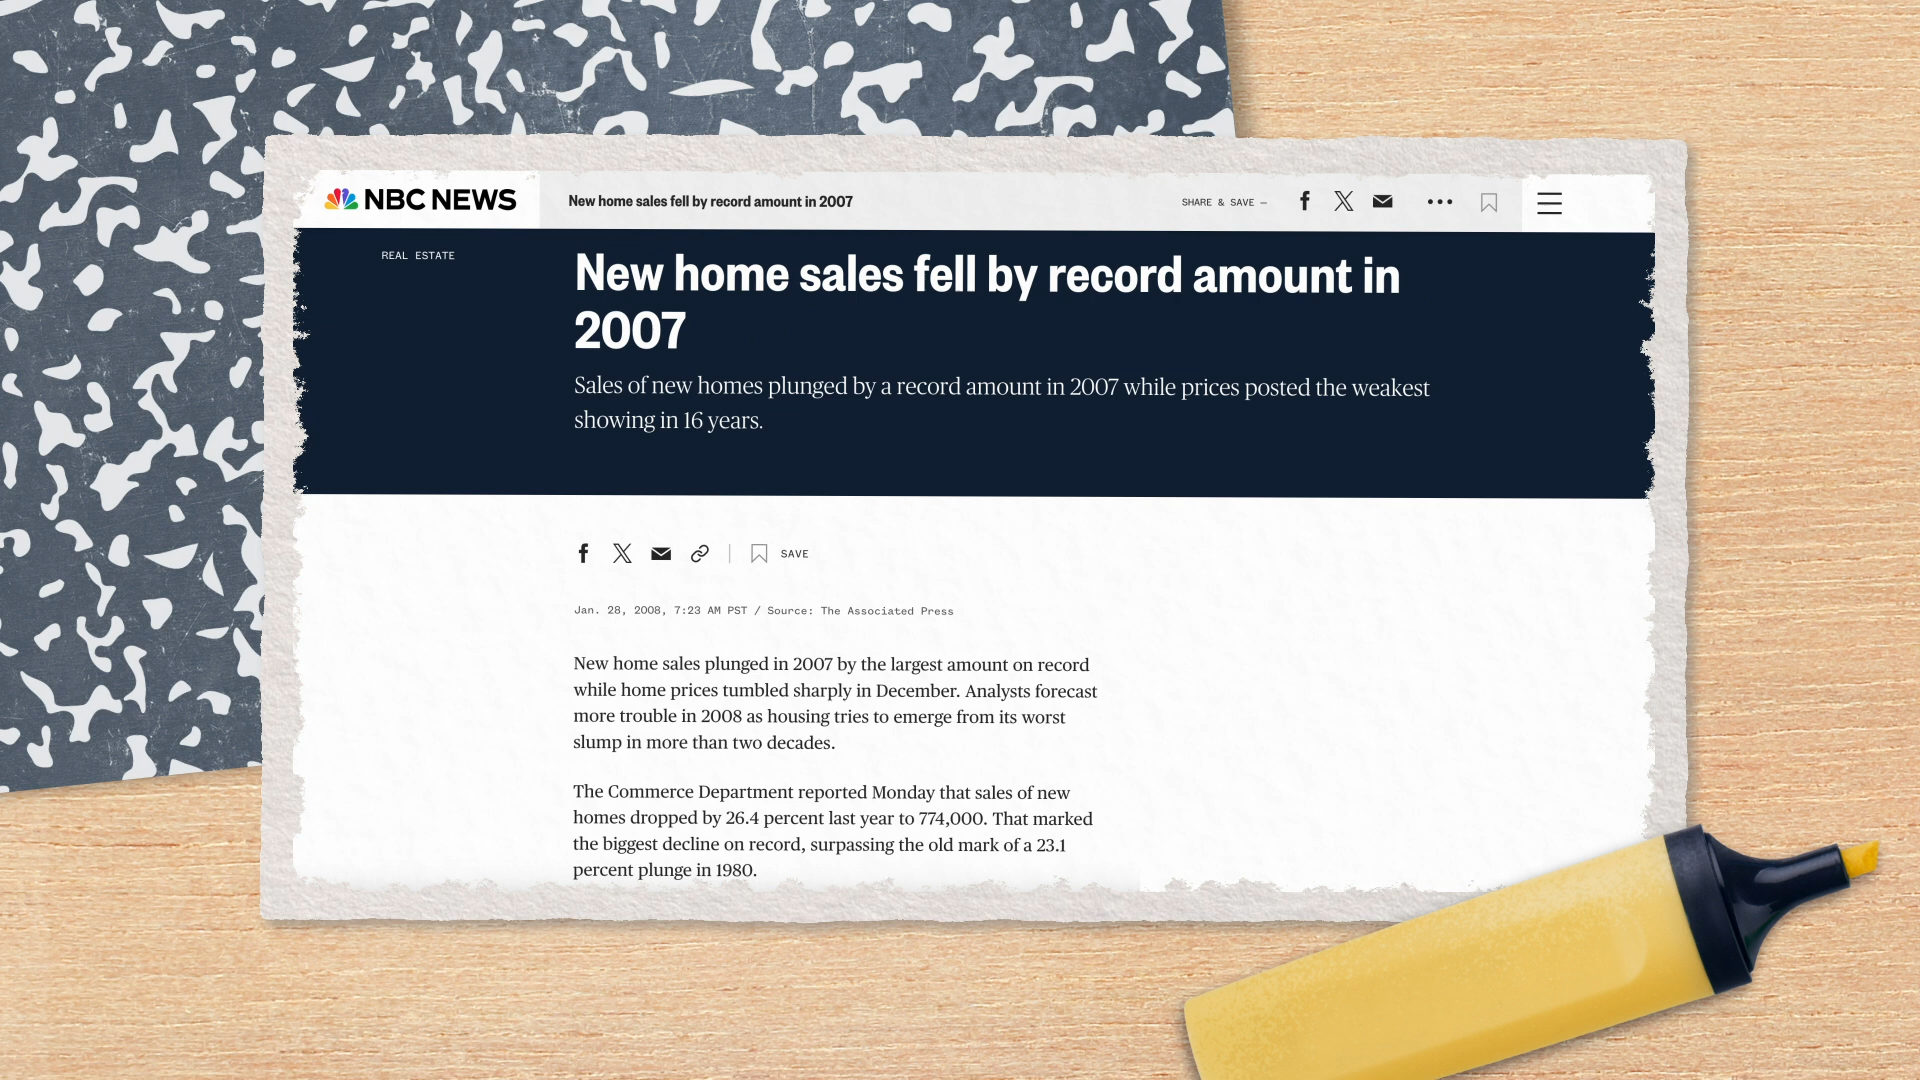 NBC NEWS
New home sales fell by record amount in 2007
SHARE & SAVE —
REAL ESTATE
New home sales fell by record amount in
2007
Sales of new homes plunged by a record amount in 2007 while prices posted the weakest
showing in 16 years.
SAVE
Jan. 28, 2008, 7:23 AM PST / Source: The Associated Press
New home sales plunged in 2007 by the largest amount on record
while home prices tumbled sharply in December. Analysts forecast
more trouble in 2008 as housing tries to emerge from its worst
slump in more than two decades.
The Commerce Department reported Monday that sales of new
homes dropped by 26.4 percent last year to 774,000. That marked
the biggest decline on record, surpassing the old mark of a 23.1
percent plunge in 1980.